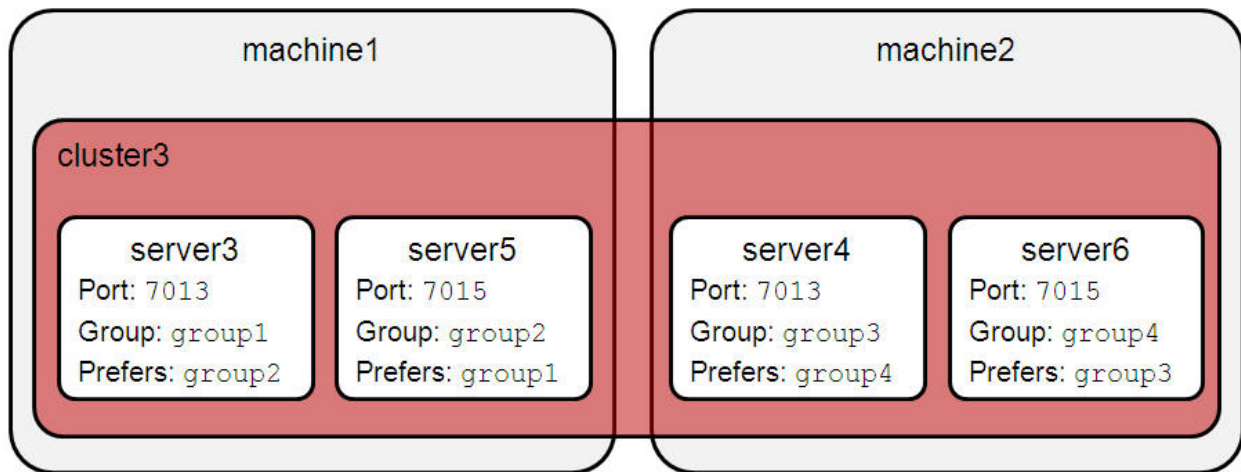 machine1
machine2
cluster3
server3
Port: 7013
Group: group1
Prefers: group2
server5
Port: 7015
Group: group2
Prefers: group1
server4
Port: 7013
Group: group3
Prefers: group4
server6
Port: 7015
Group: group4
Prefers: group3